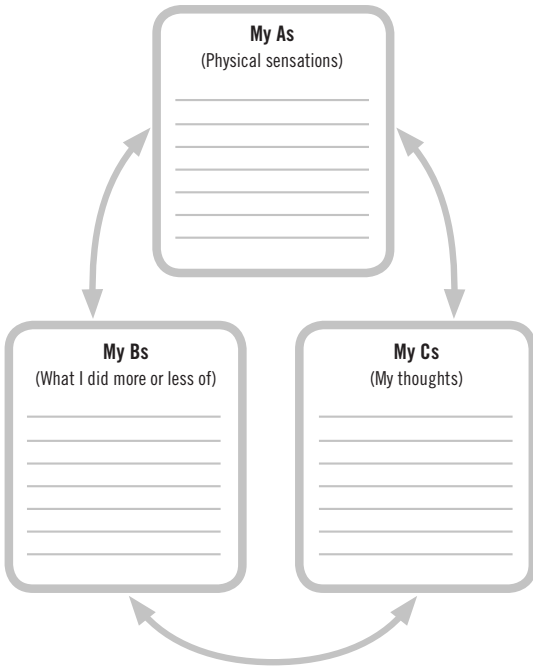 My As
(Physical sensations)
My Bs
(What I did more or less of)
My Cs
(My thoughts)